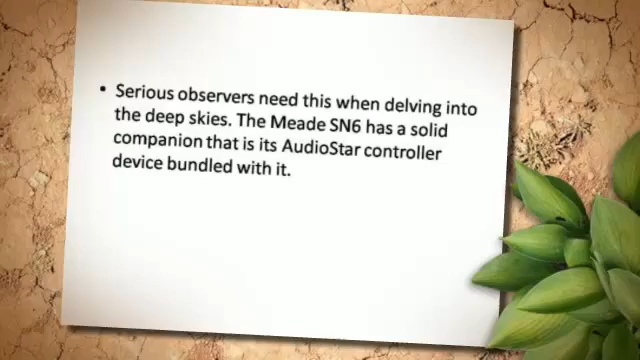 • Serious observers need this when delving into
the deep skies. The Meade SN6 has a solid
companion that is its AudioStar controller
device bundled with it.